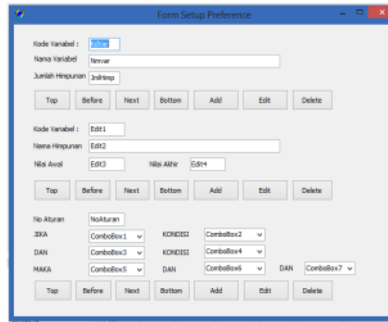 Form Setup Preference
Kode Variabel : KdVar
Nama Variabel Nmvar
Jumlah Himpunan JmlHimp
Top Before Next Bottom Add Edit Delete
Kode Variabel : Edit1
Nama Himpunan Edit2
Nilai Awal Edit3 Nilai Akhir Edit4
Top Before Next Bottom Add Edit Delete
No Aturan NoAturan
JIKA ComboBox1 KONDISI ComboBox2
DAN ComboBox3 KONDISI ComboBox4
MAKA ComboBox5 DAN ComboBox6 DAN ComboBox7
Top Before Next Bottom Add Edit Delete